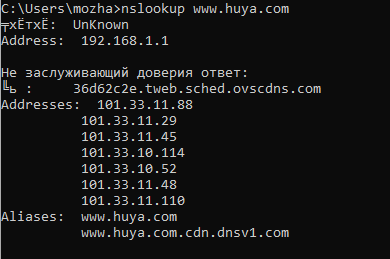 C:\Users\mozha>nslookup www.huya.com
╤хЁтхЁ:  UnKnown
Address:  192.168.1.1

Не заслуживающий доверия ответ:
╚ь :     36d62c2e.tweb.sched.ovscdns.com
Addresses:  101.33.11.88
          101.33.11.29
          101.33.11.45
          101.33.10.114
          101.33.10.52
          101.33.11.48
          101.33.11.110
Aliases:  www.huya.com
          www.huya.com.cdn.dnsv1.com